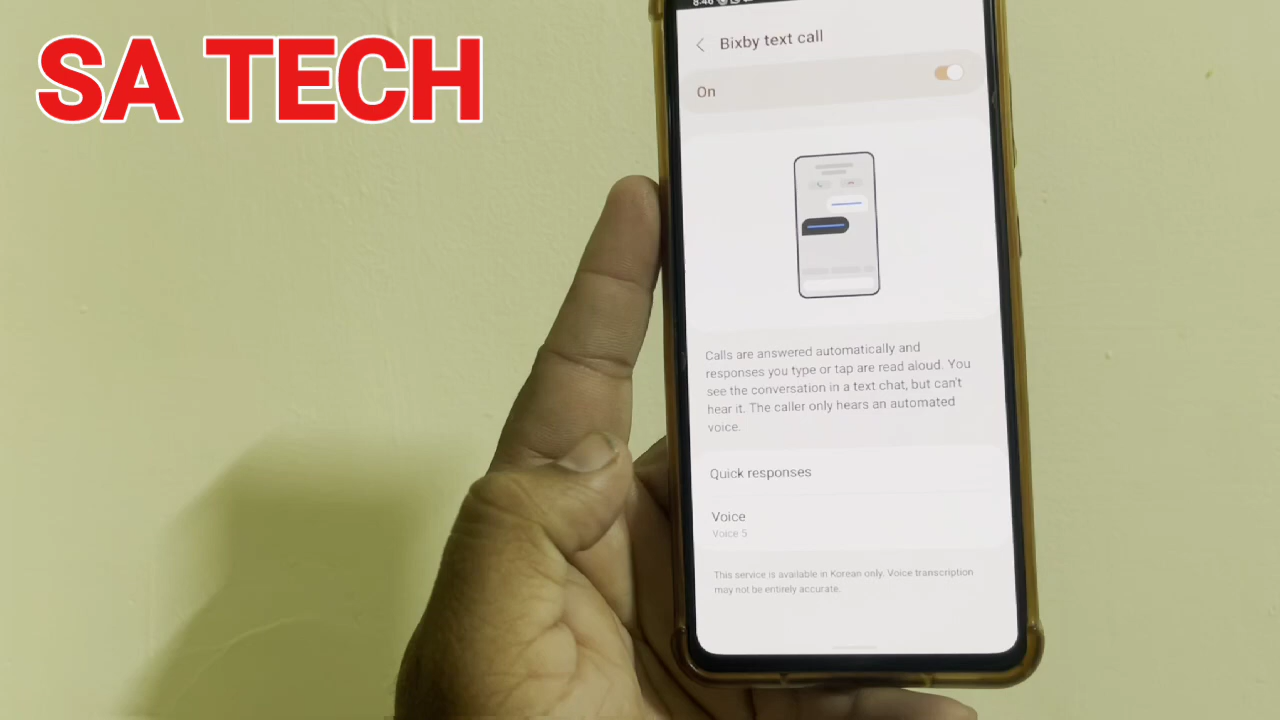 SA TECH
8:46
Bixby text call
On
Calls are answered automatically and
responses you type or tap are read aloud. You
see the conversation in a text chat, but can't
hear it. The caller only hears an automated
voice.
Quick responses
Voice
Voice 5
This service is available in Korean only. Voice transcription
may not be entirely accurate.